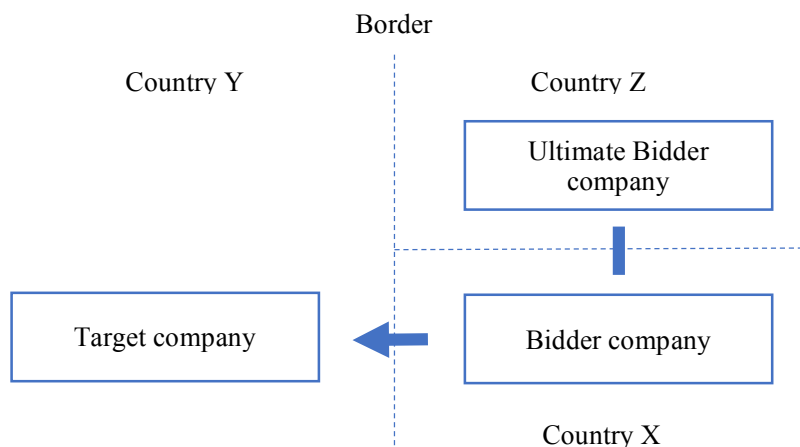 Border
Country Y
Country Z
Ultimate Bidder
company
Target company
Bidder company
Country X